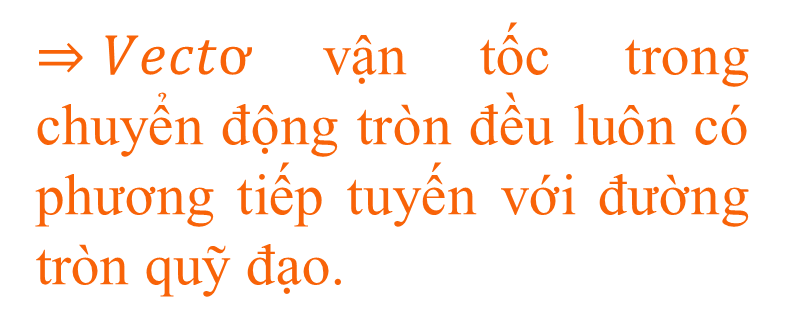 ⇒ Vectơ vận tốc trong
chuyển động tròn đều luôn có
phương tiếp tuyến với đường
tròn quỹ đạo.